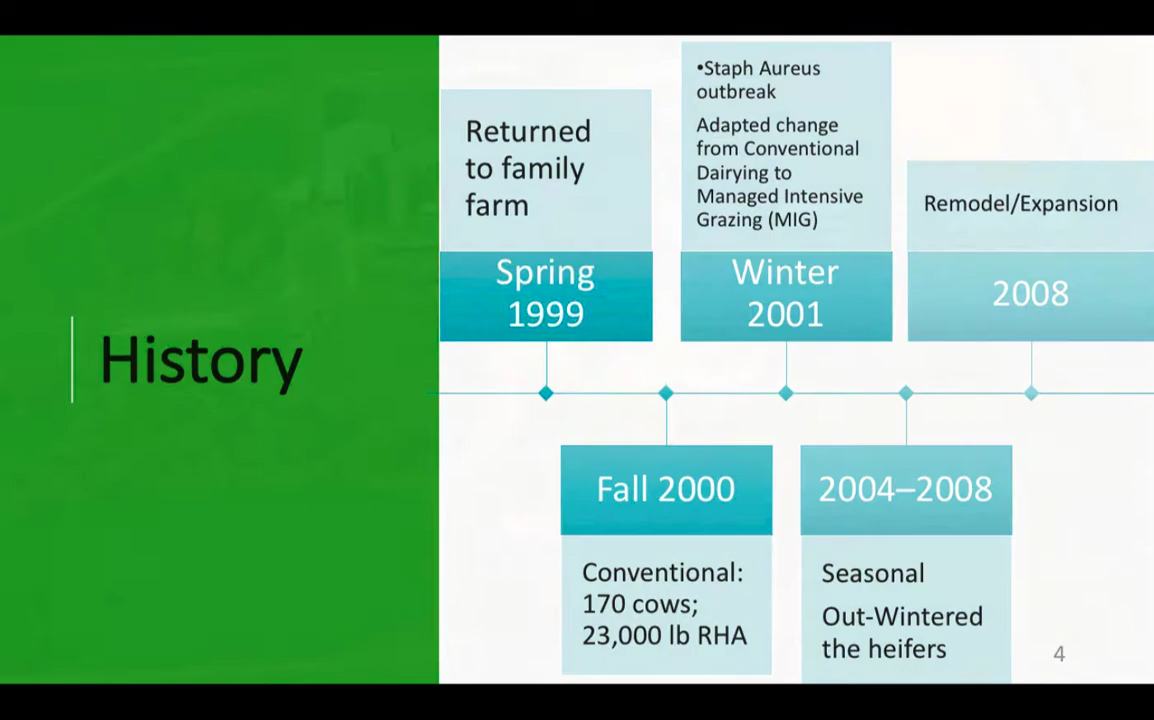 History
Returned
to family
farm
Spring
1999
Fall 2000
Conventional:
170 cows;
23,000 lb RHA
•Staph Aureus
outbreak
Adapted change
from Conventional
Dairying to
Managed Intensive
Grazing (MIG)
Winter
2001
2004–2008
Seasonal
Out-Wintered
the heifers
Remodel/Expansion
2008
4